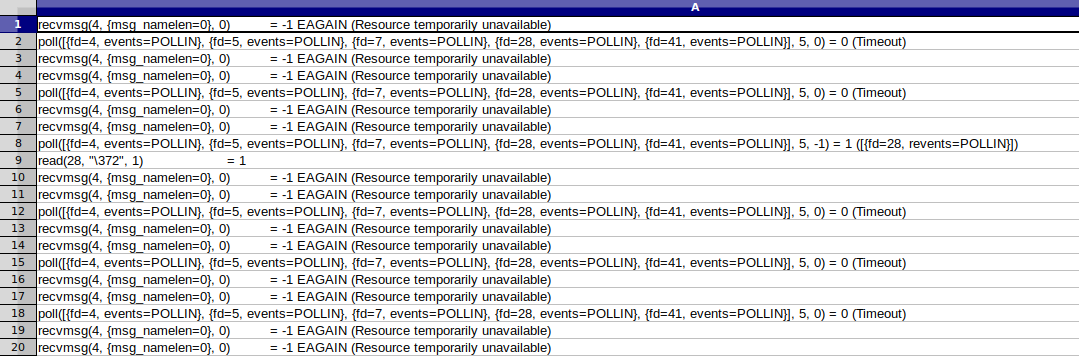 A
1 recvmsg(4, {msg_namelen=0}, 0) = -1 EAGAIN (Resource temporarily unavailable)
2 poll([{fd=4, events=POLLIN}, {fd=5, events=POLLIN}, {fd=7, events=POLLIN}, {fd=28, events=POLLIN}, {fd=41, events=POLLIN}], 5, 0) = 0 (Timeout)
3 recvmsg(4, {msg_namelen=0}, 0) = -1 EAGAIN (Resource temporarily unavailable)
4 recvmsg(4, {msg_namelen=0}, 0) = -1 EAGAIN (Resource temporarily unavailable)
5 poll([{fd=4, events=POLLIN}, {fd=5, events=POLLIN}, {fd=7, events=POLLIN}, {fd=28, events=POLLIN}, {fd=41, events=POLLIN}], 5, 0) = 0 (Timeout)
6 recvmsg(4, {msg_namelen=0}, 0) = -1 EAGAIN (Resource temporarily unavailable)
7 recvmsg(4, {msg_namelen=0}, 0) = -1 EAGAIN (Resource temporarily unavailable)
8 poll([{fd=4, events=POLLIN}, {fd=5, events=POLLIN}, {fd=7, events=POLLIN}, {fd=28, events=POLLIN}, {fd=41, events=POLLIN}], 5, -1) = 1 ([{fd=28, revents=POLLIN}])
9 read(28, "\372", 1) = 1
10 recvmsg(4, {msg_namelen=0}, 0) = -1 EAGAIN (Resource temporarily unavailable)
11 recvmsg(4, {msg_namelen=0}, 0) = -1 EAGAIN (Resource temporarily unavailable)
12 poll([{fd=4, events=POLLIN}, {fd=5, events=POLLIN}, {fd=7, events=POLLIN}, {fd=28, events=POLLIN}, {fd=41, events=POLLIN}], 5, 0) = 0 (Timeout)
13 recvmsg(4, {msg_namelen=0}, 0) = -1 EAGAIN (Resource temporarily unavailable)
14 recvmsg(4, {msg_namelen=0}, 0) = -1 EAGAIN (Resource temporarily unavailable)
15 poll([{fd=4, events=POLLIN}, {fd=5, events=POLLIN}, {fd=7, events=POLLIN}, {fd=28, events=POLLIN}, {fd=41, events=POLLIN}], 5, 0) = 0 (Timeout)
16 recvmsg(4, {msg_namelen=0}, 0) = -1 EAGAIN (Resource temporarily unavailable)
17 recvmsg(4, {msg_namelen=0}, 0) = -1 EAGAIN (Resource temporarily unavailable)
18 poll([{fd=4, events=POLLIN}, {fd=5, events=POLLIN}, {fd=7, events=POLLIN}, {fd=28, events=POLLIN}, {fd=41, events=POLLIN}], 5, 0) = 0 (Timeout)
19 recvmsg(4, {msg_namelen=0}, 0) = -1 EAGAIN (Resource temporarily unavailable)
20 recvmsg(4, {msg_namelen=0}, 0) = -1 EAGAIN (Resource temporarily unavailable)